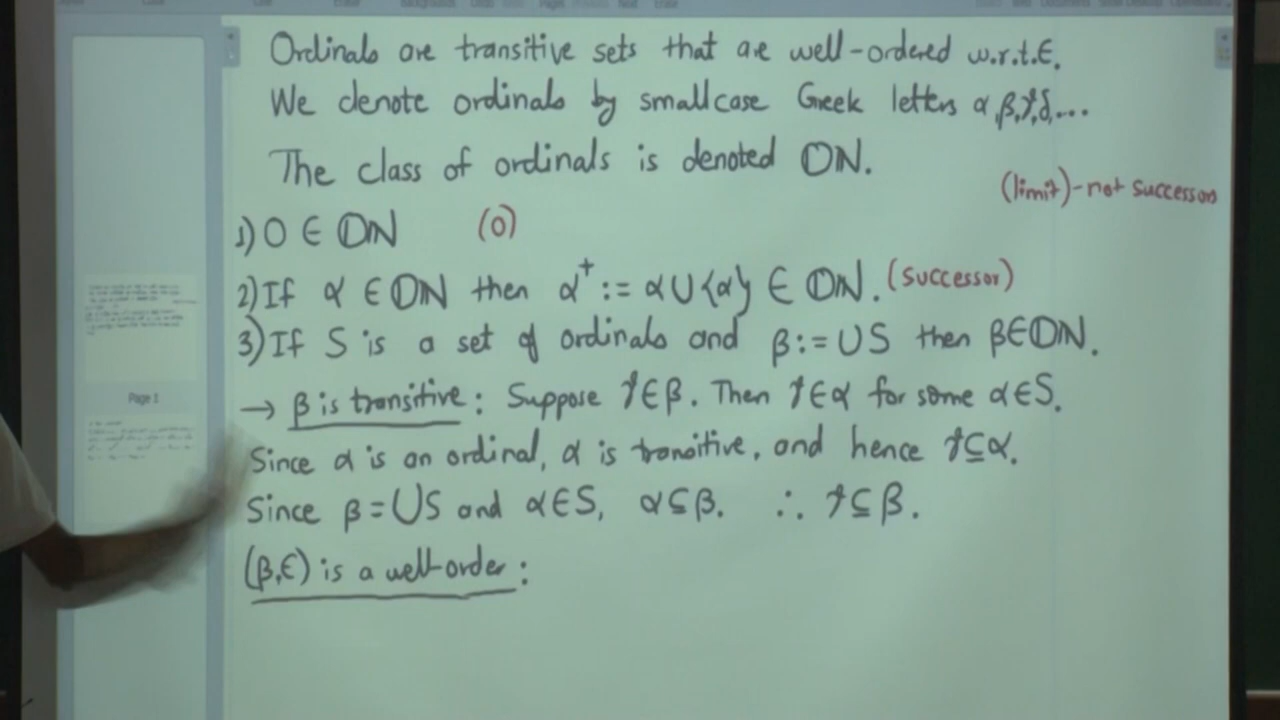 Ordinals are transitive sets that are well-ordered w.r.t.∈.
We denote ordinals by smallcase Greek letters α,β,γ,δ,...
The class of ordinals is denoted ON.
(limit)-not successors
1) 0 ∈ ON (0)
2) If α ∈ ON then α⁺ := α∪{α} ∈ ON. (successor)
3) If S is a set of ordinals and β := ∪S then β∈ON.
→ β is transitive : Suppose γ∈β. Then γ∈α for some α∈S.
Since α is an ordinal, α is transitive, and hence γ⊆α.
Since β=∪S and α∈S, α⊆β. ∴ γ⊆β.
(β,∈) is a well-order :
Page 1